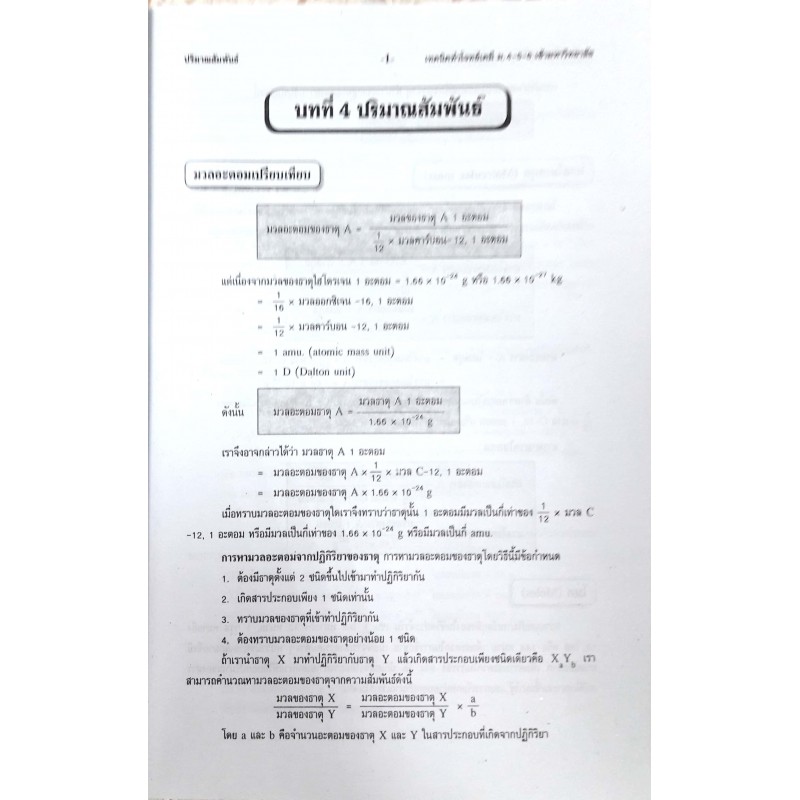 ปริมาณสัมพันธ์ -1- เทคนิคทำโจทย์เคมี ม.4-5-6 เข้ามหาวิทยาลัย
บทที่ 4 ปริมาณสัมพันธ์
มวลอะตอมเปรียบเทียบ
มวลอะตอมของธาตุ A = มวลของธาตุ A 1 อะตอม / (1/12 × มวลคาร์บอน-12, 1 อะตอม)
แต่เนื่องจากมวลของธาตุไฮโดรเจน 1 อะตอม = 1.66 × 10⁻²⁴ g หรือ 1.66 × 10⁻²⁷ kg
= 1/16 × มวลออกซิเจน -16, 1 อะตอม
= 1/12 × มวลคาร์บอน -12, 1 อะตอม
= 1 amu. (atomic mass unit)
= 1 D (Dalton unit)
ดังนั้น มวลอะตอมธาตุ A = มวลธาตุ A 1 อะตอม / 1.66 × 10⁻²⁴ g
เราจึงอาจกล่าวได้ว่า มวลธาตุ A 1 อะตอม
= มวลอะตอมของธาตุ A × 1/12 × มวล C-12, 1 อะตอม
= มวลอะตอมของธาตุ A × 1.66 × 10⁻²⁴ g
เมื่อทราบมวลอะตอมของธาตุใดเราจึงทราบว่าธาตุนั้น 1 อะตอมมีมวลเป็นกี่เท่าของ 1/12 × มวล C
-12, 1 อะตอม หรือมีมวลเป็นกี่เท่าของ 1.66 × 10⁻²⁴ g หรือมีมวลเป็นกี่ amu.
การหามวลอะตอมจากปฏิกิริยาของธาตุ การหามวลอะตอมของธาตุโดยวิธีนี้มีข้อกำหนด
1. ต้องมีธาตุตั้งแต่ 2 ชนิดขึ้นไปเข้ามาทำปฏิกิริยากัน
2. เกิดสารประกอบเพียง 1 ชนิดเท่านั้น
3. ทราบมวลของธาตุที่เข้าทำปฏิกิริยากัน
4. ต้องทราบมวลอะตอมของธาตุอย่างน้อย 1 ชนิด
ถ้าเรานำธาตุ X มาทำปฏิกิริยากับธาตุ Y แล้วเกิดสารประกอบเพียงชนิดเดียวคือ XaYb เรา
สามารถคำนวณหามวลอะตอมของธาตุจากความสัมพันธ์ดังนี้
มวลของธาตุ X / มวลของธาตุ Y = มวลอะตอมของธาตุ X / มวลอะตอมของธาตุ Y × a/b
โดย a และ b คือจำนวนอะตอมของธาตุ X และ Y ในสารประกอบที่เกิดจากปฏิกิริยา